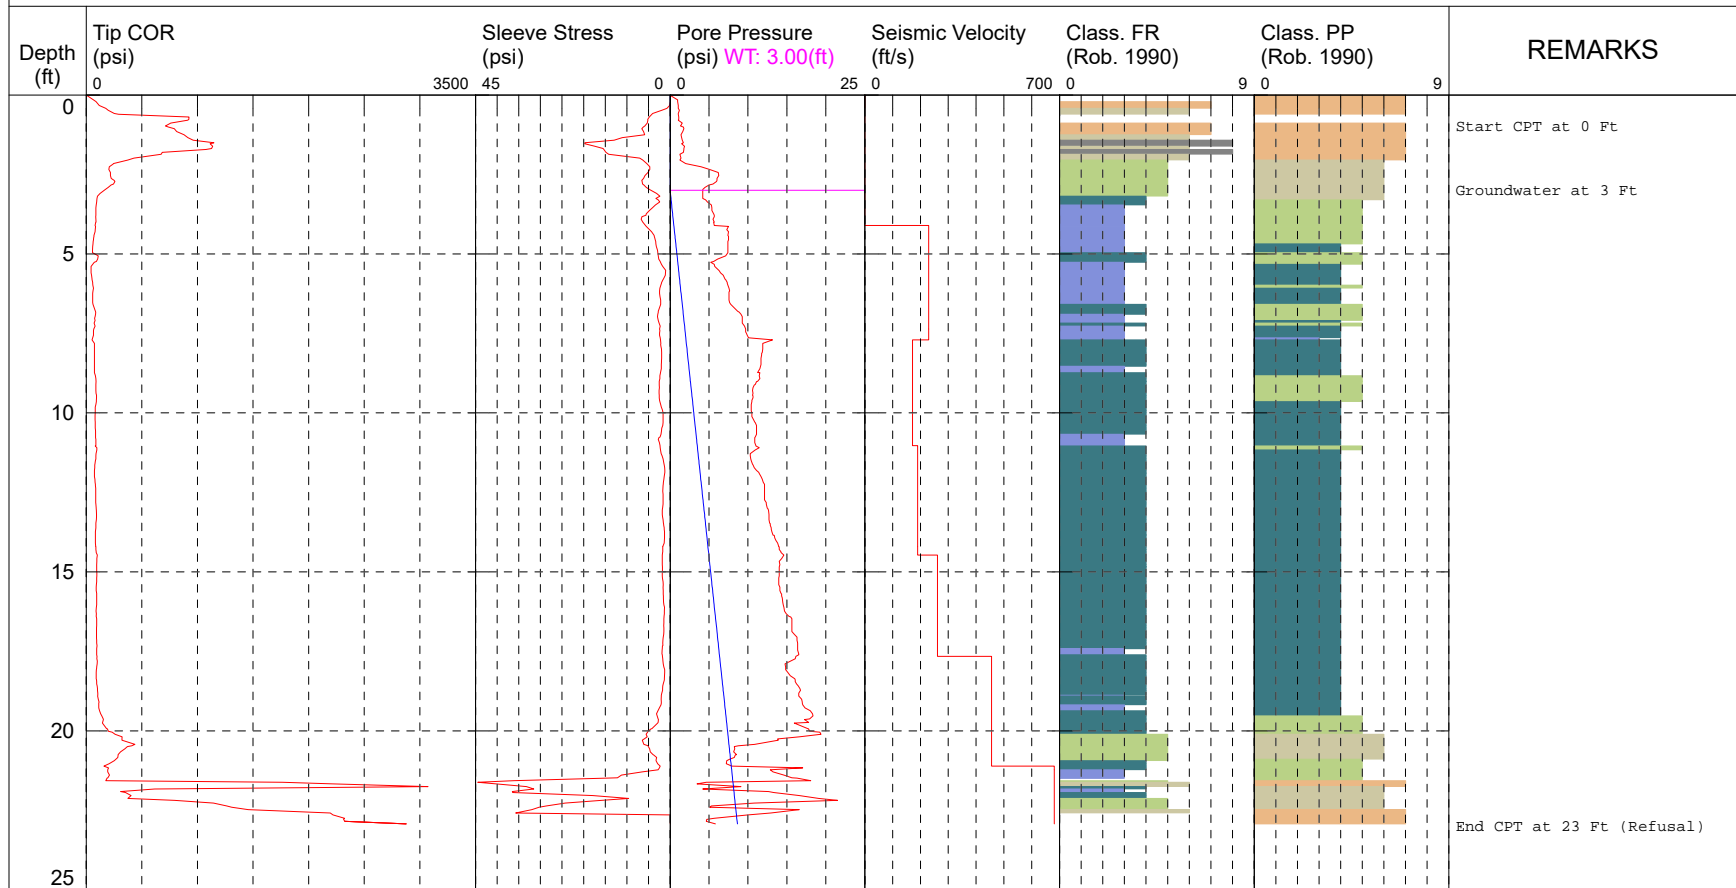 Depth
(ft)
Tip COR
(psi)
0 3500
Sleeve Stress
(psi)
45 0
Pore Pressure
(psi) WT: 3.00(ft)
0 25
Seismic Velocity
(ft/s)
0 700
Class. FR
(Rob. 1990)
0 9
Class. PP
(Rob. 1990)
0 9
REMARKS
0
Start CPT at 0 Ft
Groundwater at 3 Ft
5
10
15
20
End CPT at 23 Ft (Refusal)
25